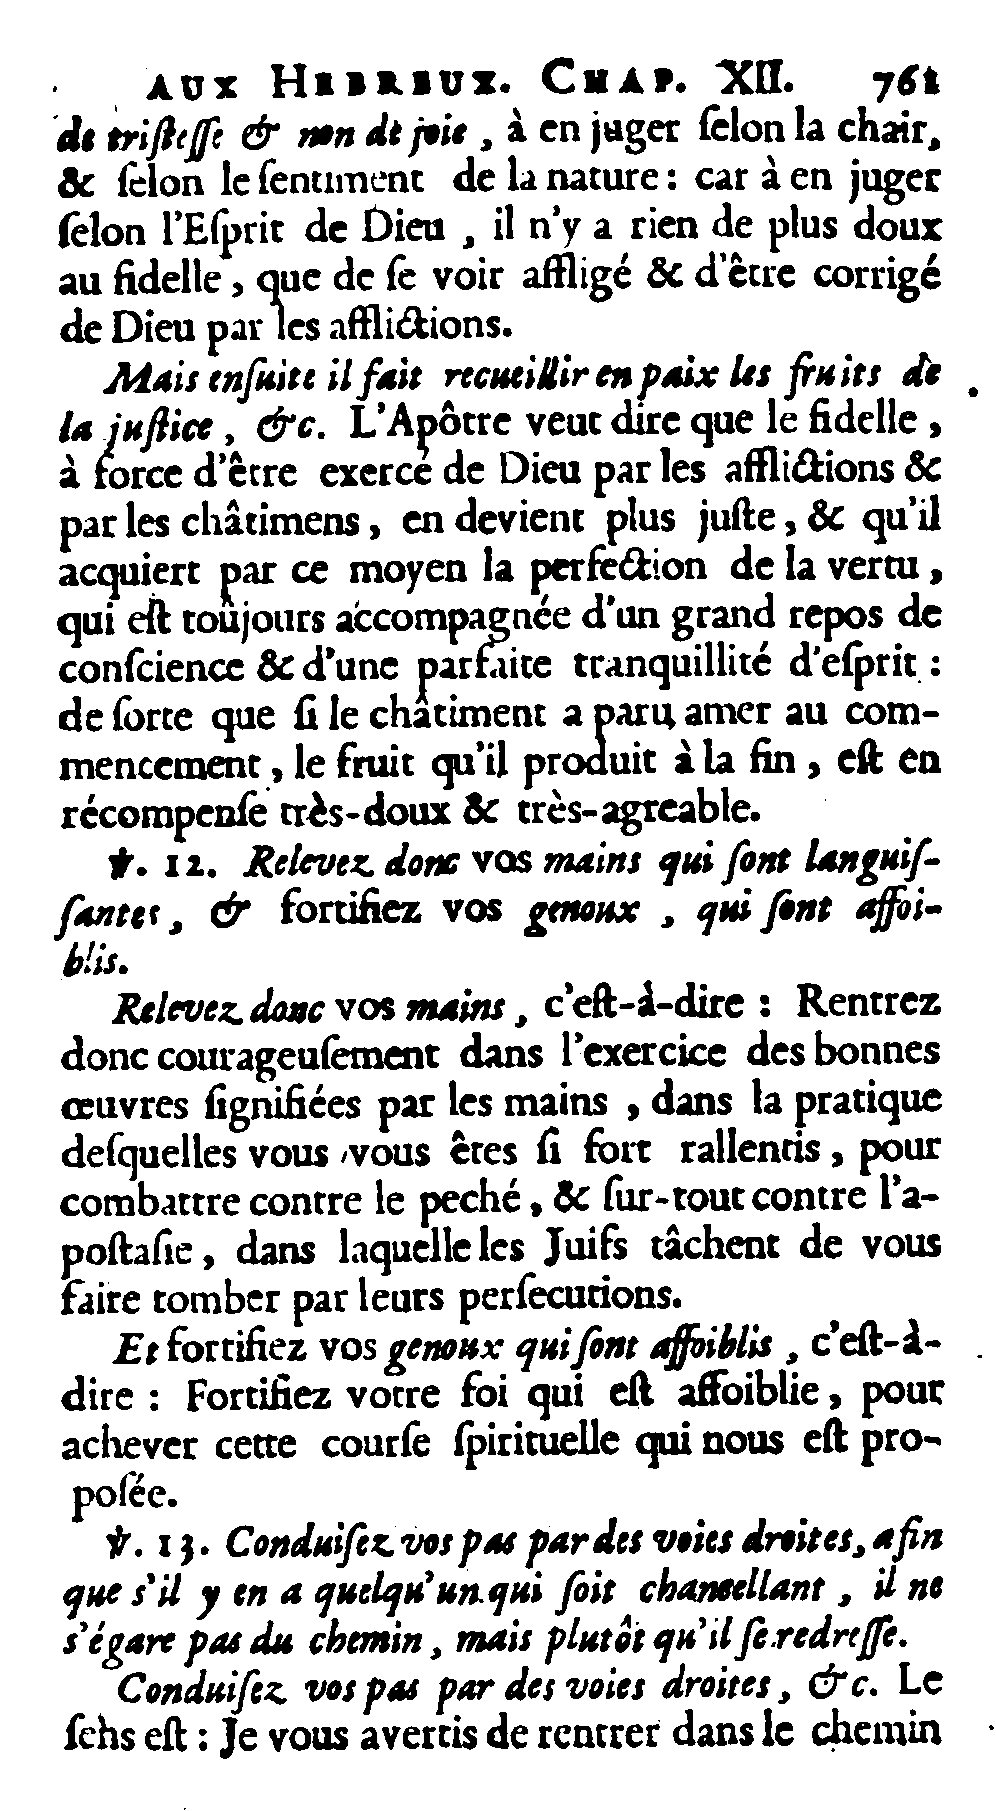 AUX HEBREUX. CHAP. XII. 761
de tristesse & non de joie, à en juger ſelon la chair,
& ſelon le ſentiment de la nature : car à en juger
ſelon l'Eſprit de Dieu , il n'y a rien de plus doux
au fidelle , que de ſe voir affligé & d'être corrigé
de Dieu par les afflictions.
Mais enſuite il fait recueillir en paix les fruits de
la juſtice, &c. L'Apôtre veut dire que le fidelle ,
à force d'être exercé de Dieu par les afflictions &
par les châtimens, en devient plus juſte, & qu'il
acquiert par ce moyen la perfection de la vertu ,
qui eſt toûjours accompagnée d'un grand repos de
conſcience & d'une parfaite tranquillité d'eſprit :
de ſorte que ſi le châtiment a paru amer au com-
mencement , le fruit qu'il produit à la fin , eſt en
récompenſe très-doux & très-agreable.
℣. 12. Relevez donc vos mains qui ſont languiſ-
ſantes, & fortifiez vos genoux , qui ſont affoi-
blis.
Relevez donc vos mains, c'eſt-à-dire : Rentrez
donc courageuſement dans l'exercice des bonnes
œuvres ſignifiées par les mains , dans la pratique
deſquelles vous vous êtes ſi fort rallentis , pour
combattre contre le peché, & ſur-tout contre l'a-
poſtaſie, dans laquelle les Juifs tâchent de vous
faire tomber par leurs perſecutions.
Et fortifiez vos genoux qui ſont affoiblis , c'eſt-à-
dire : Fortifiez votre foi qui eſt affoiblie, pour
achever cette courſe ſpirituelle qui nous eſt pro-
poſée.
℣. 13. Conduiſez vos pas par des voies droites, afin
que s'il y en a quelqu'un qui ſoit chancellant , il ne
s'égare pas du chemin, mais plutôt qu'il ſe redreſſe.
Conduiſez vos pas par des voies droites, &c. Le
ſens eſt : Je vous avertis de rentrer dans le chemin